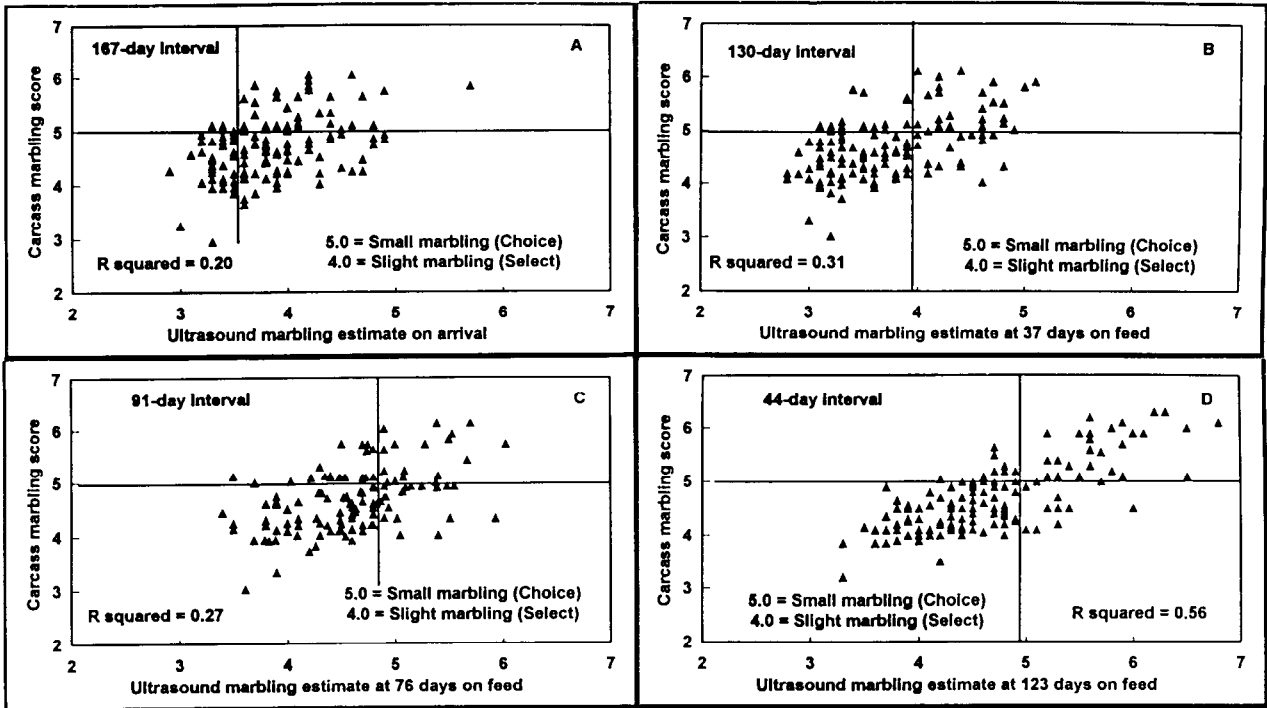 167-day Interval
A
Carcass marbling score
7
6
5
4
3
2
5.0 = Small marbling (Choice)
4.0 = Slight marbling (Select)
R squared = 0.20
2 3 4 5 6 7
Ultrasound marbling estimate on arrival
130-day Interval
B
Carcass marbling score
7
6
5
4
3
2
5.0 = Small marbling (Choice)
4.0 = Slight marbling (Select)
R squared = 0.31
2 3 4 5 6 7
Ultrasound marbling estimate at 37 days on feed
91-day Interval
C
Carcass marbling score
7
6
5
4
3
2
5.0 = Small marbling (Choice)
4.0 = Slight marbling (Select)
R squared = 0.27
2 3 4 5 6 7
Ultrasound marbling estimate at 76 days on feed
44-day Interval
D
Carcass marbling score
7
6
5
4
3
2
5.0 = Small marbling (Choice)
4.0 = Slight marbling (Select)
R squared = 0.56
2 3 4 5 6 7
Ultrasound marbling estimate at 123 days on feed